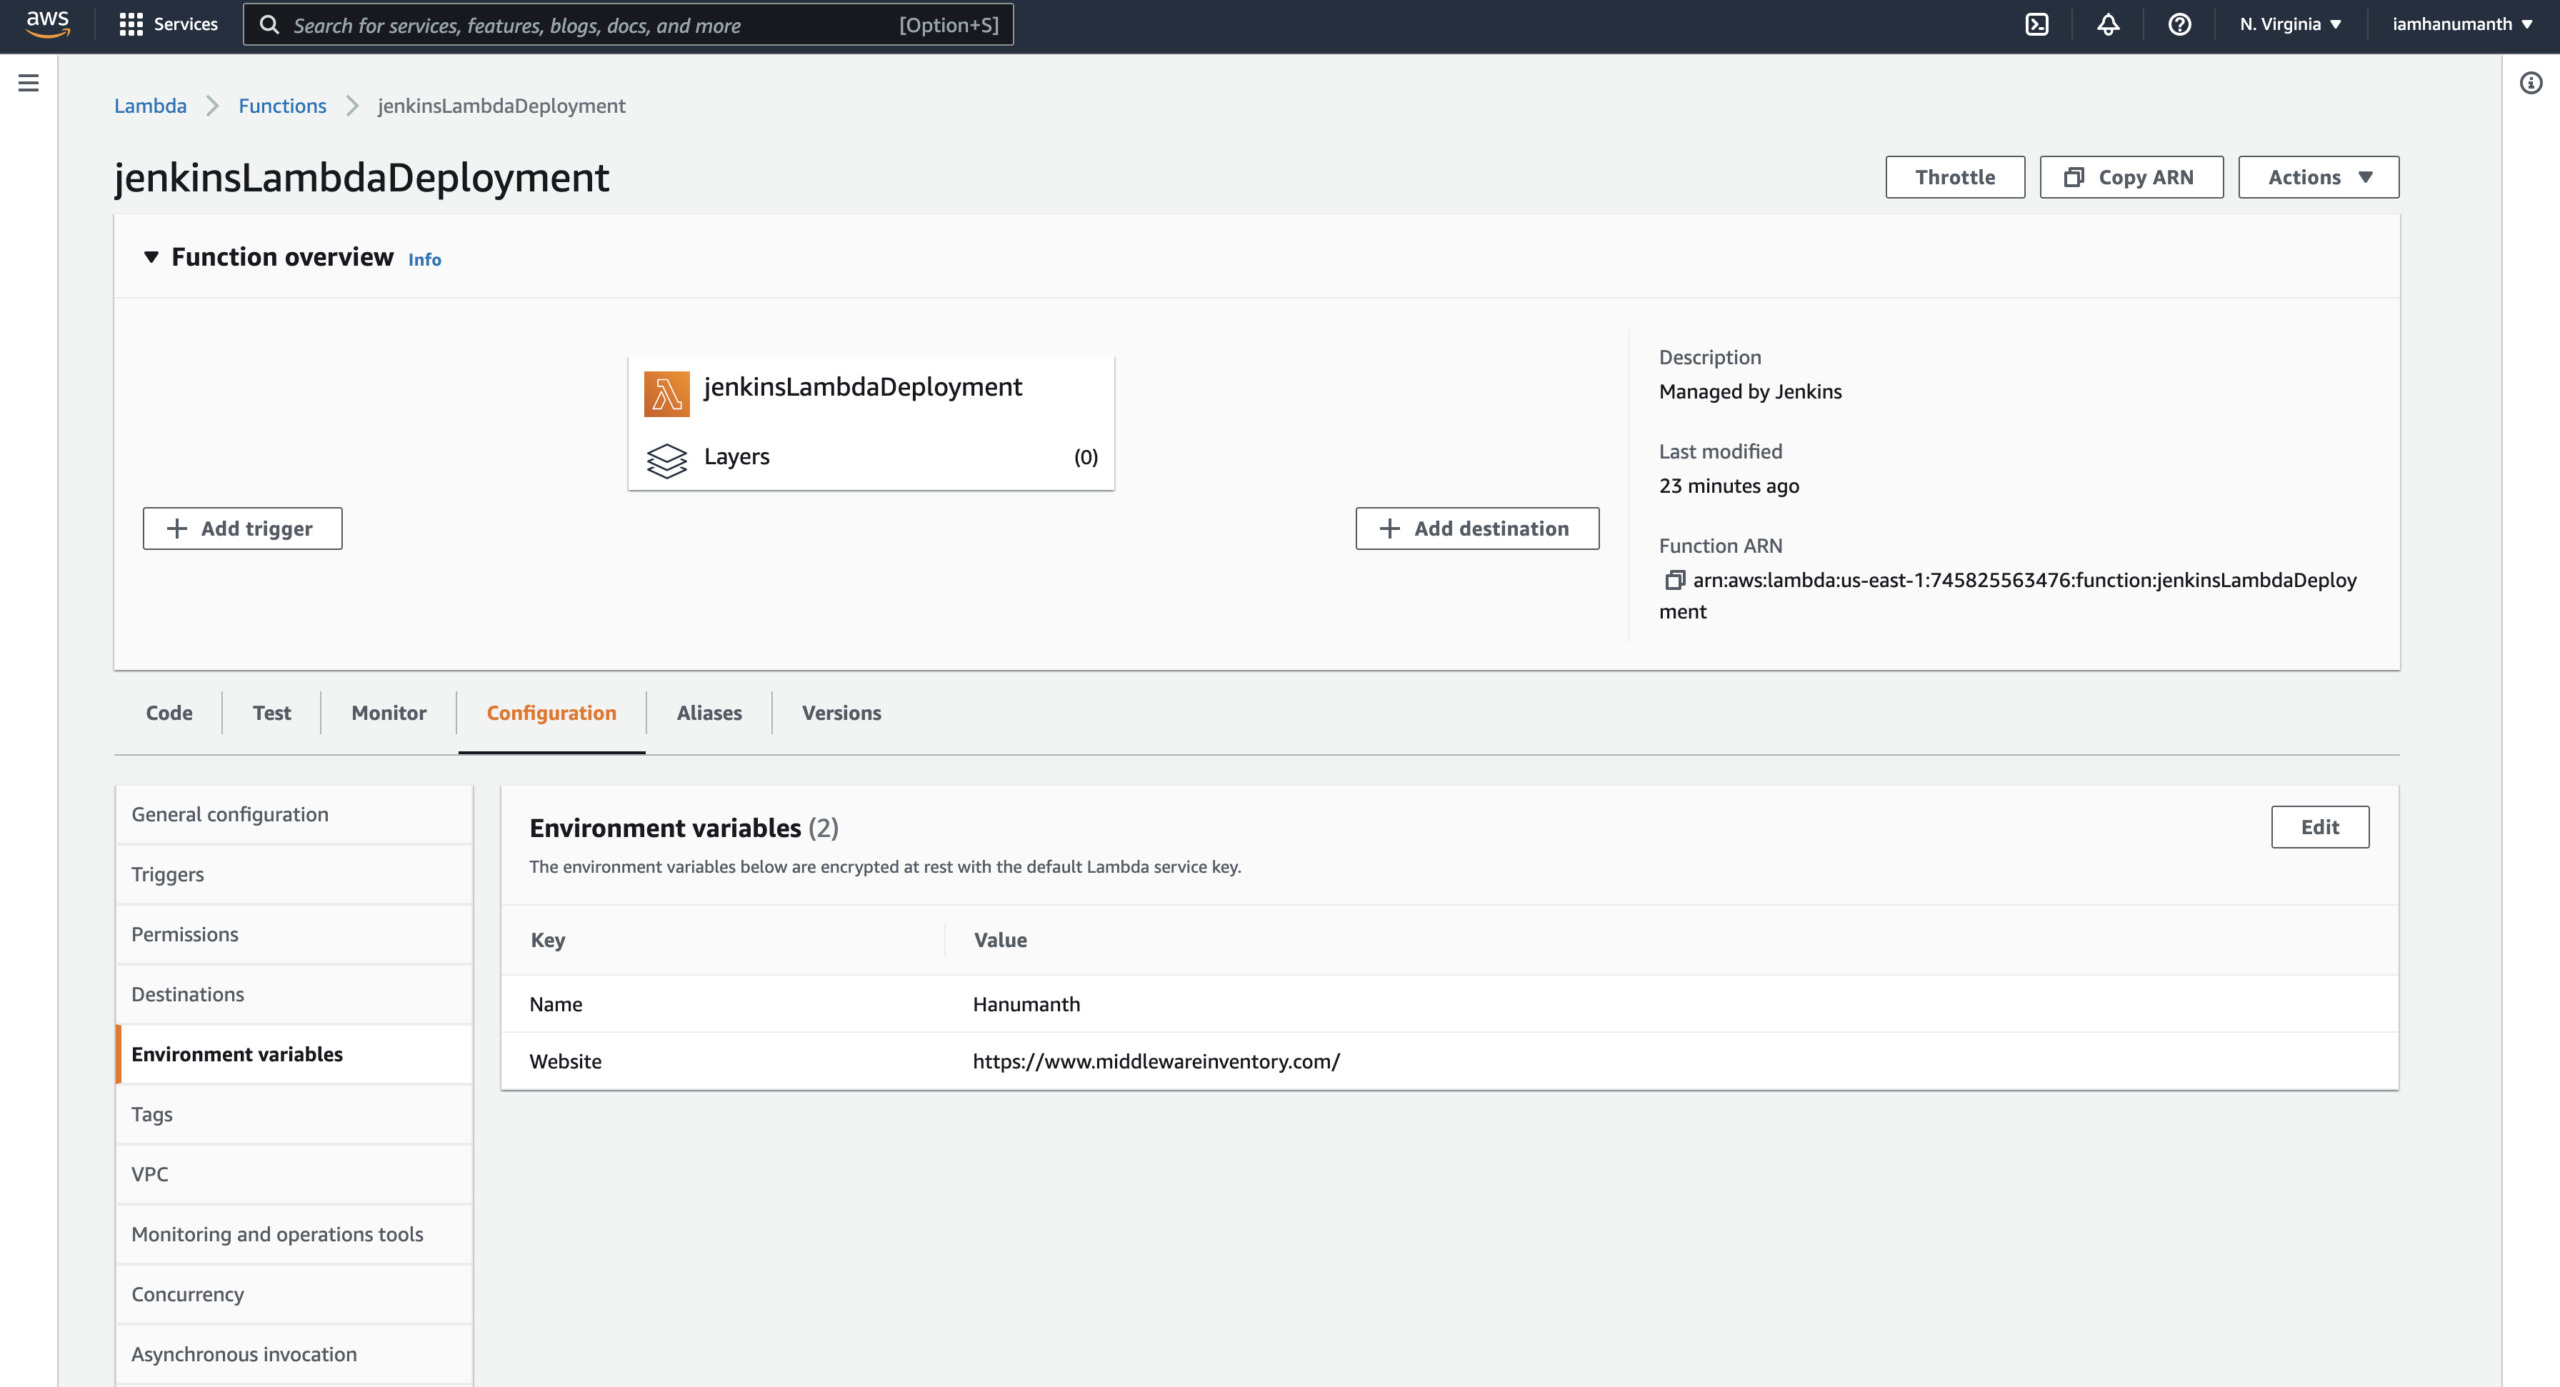 aws Services Search for services, features, blogs, docs, and more [Option+S] N. Virginia iamhanumanth
Lambda Functions jenkinsLambdaDeployment
jenkinsLambdaDeployment
Throttle Copy ARN Actions
Function overview Info
jenkinsLambdaDeployment
Layers (0)
Add trigger
Add destination
Description
Managed by Jenkins
Last modified
23 minutes ago
Function ARN
arn:aws:lambda:us-east-1:745825563476:function:jenkinsLambdaDeploy
ment
Code Test Monitor Configuration Aliases Versions
General configuration
Triggers
Permissions
Destinations
Environment variables
Tags
VPC
Monitoring and operations tools
Concurrency
Asynchronous invocation
Environment variables (2)
Edit
The environment variables below are encrypted at rest with the default Lambda service key.
Key Value
Name Hanumanth
Website https://www.middlewareinventory.com/